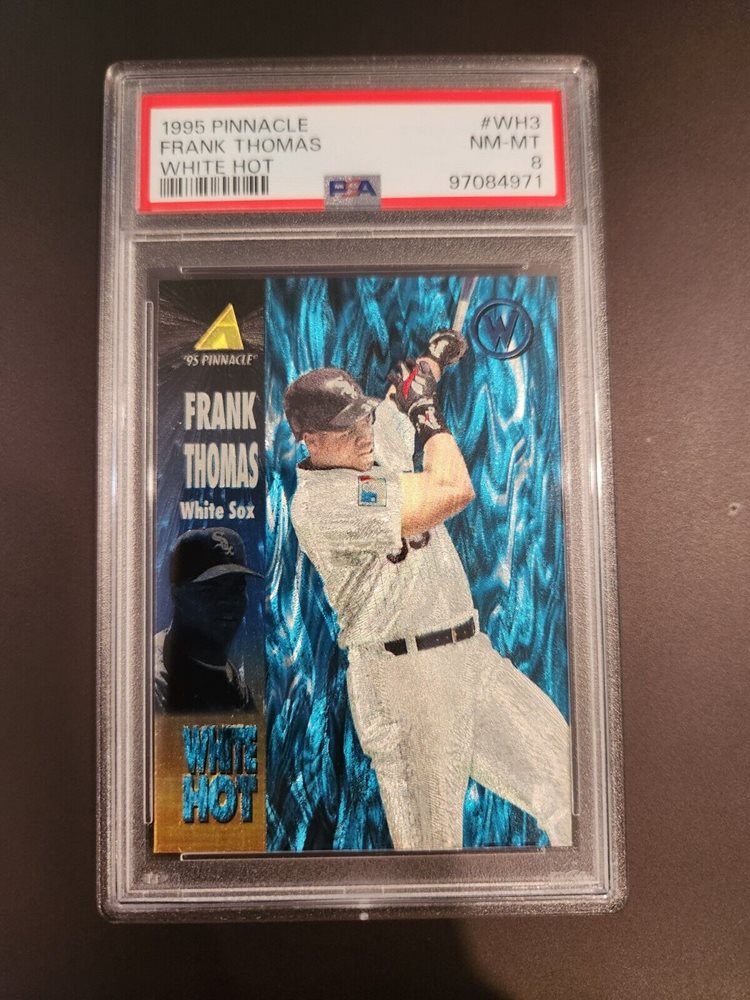 1995 PINNACLE #WH3
FRANK THOMAS NM-MT
WHITE HOT 8
PSA 97084971
'95 PINNACLE
W
FRANK
THOMAS
White Sox
WHITE
HOT